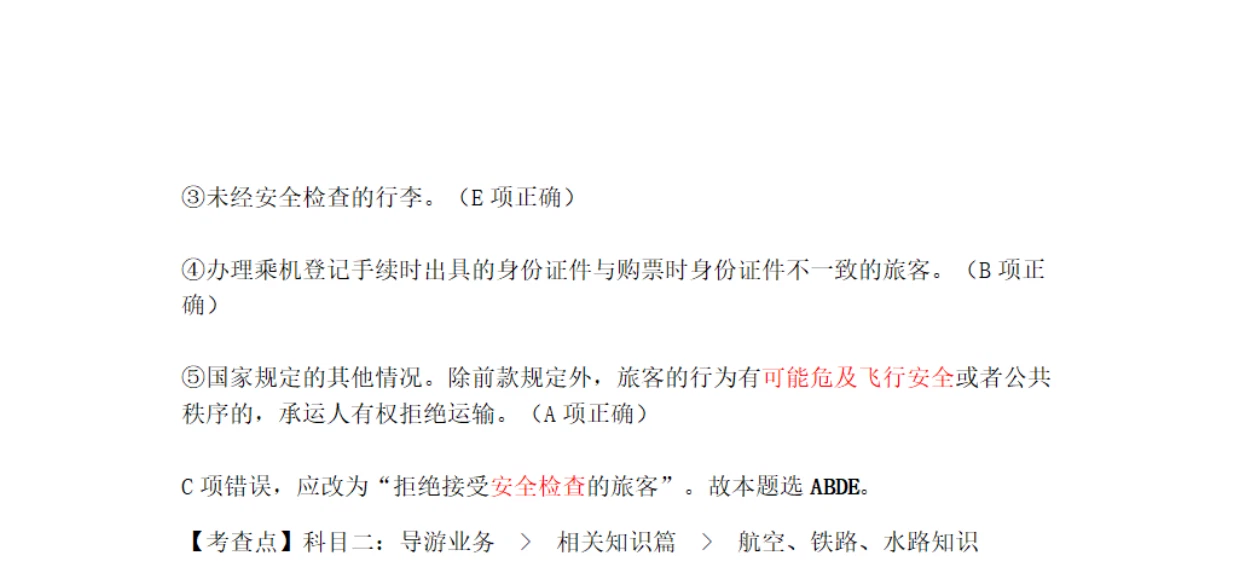 ③未经安全检查的行李。（E 项正确）
④办理乘机登记手续时出具的身份证件与购票时身份证件不一致的旅客。（B 项正
确）
⑤国家规定的其他情况。除前款规定外，旅客的行为有可能危及飞行安全或者公共
秩序的，承运人有权拒绝运输。（A 项正确）
C 项错误，应改为“拒绝接受安全检查的旅客”。故本题选 ABDE。
【考查点】科目二：导游业务 > 相关知识篇 > 航空、铁路、水路知识